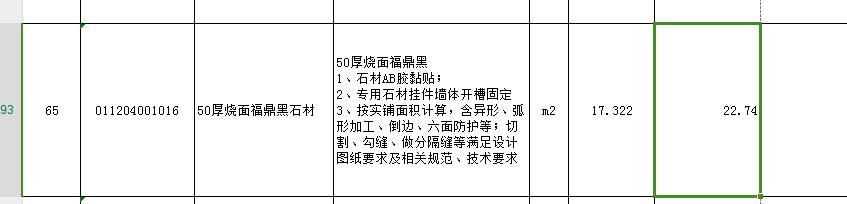 93
65
011204001016
50厚烧面福鼎黑石材
50厚烧面福鼎黑
1、石材AB胶黏贴；
2、专用石材挂件墙体开槽固定
3、按实铺面积计算，含异形、弧
形加工、倒边、六面防护等；切
割、勾缝、做分隔缝等满足设计
图纸要求及相关规范、技术要求
m2
17.322
22.74